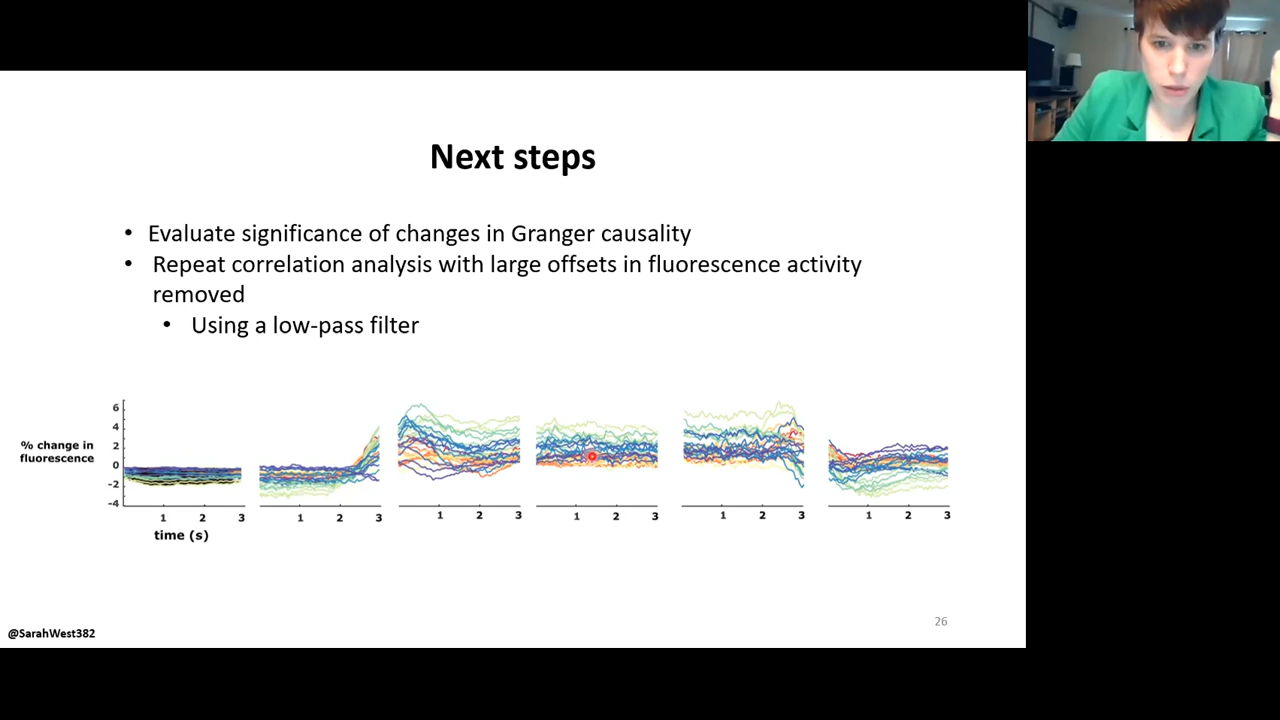 Next steps
• Evaluate significance of changes in Granger causality
• Repeat correlation analysis with large offsets in fluorescence activity
removed
• Using a low-pass filter
% change in
fluorescence
6
4
2
0
-2
-4
1 2 3
1 2 3
1 2 3
1 2 3
1 2 3
1 2 3
time (s)
26
@SarahWest382